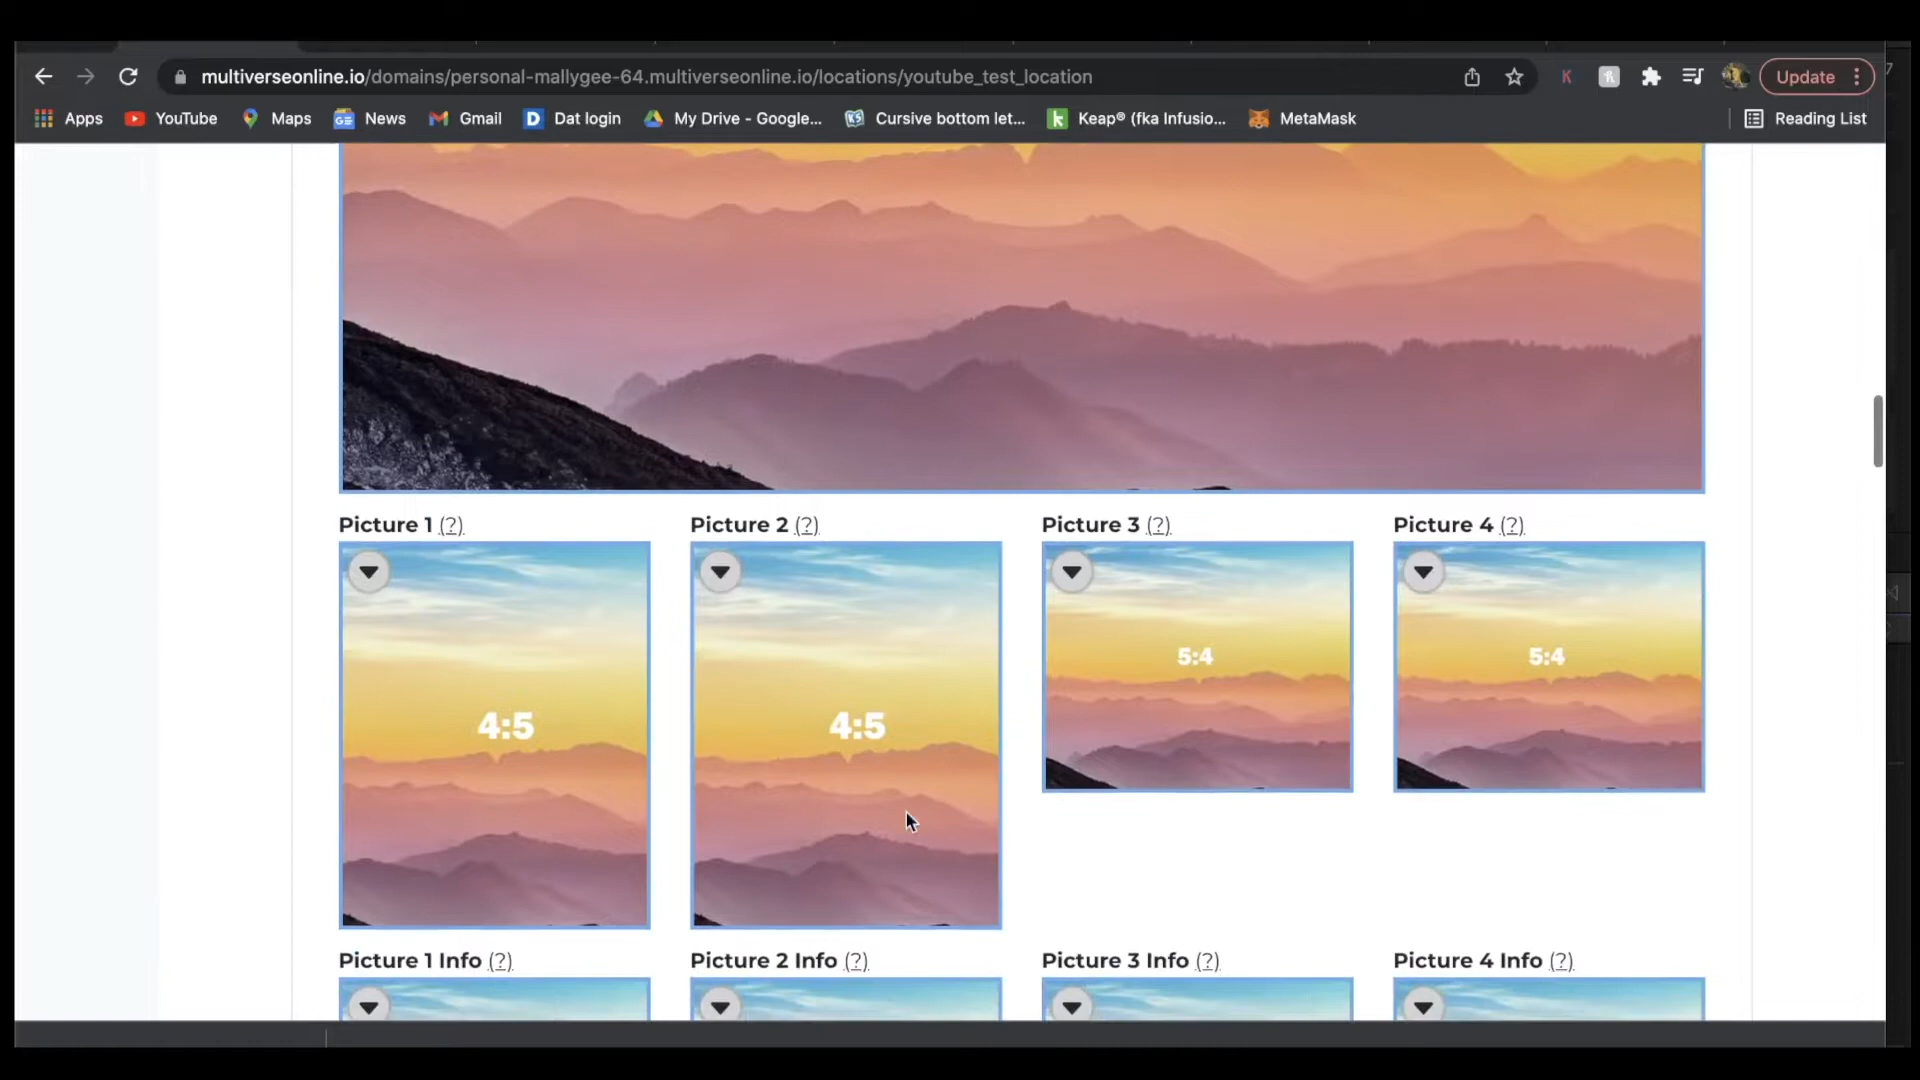 multiverseonline.io/domains/personal-mallygee-64.multiverseonline.io/locations/youtube_test_location
K
Update
7
Apps
YouTube
Maps
News
Gmail
D Dat login
My Drive - Google...
KS Cursive bottom let...
k Keap® (fka Infusio...
MetaMask
Reading List
Picture 1 (?)
Picture 2 (?)
Picture 3 (?)
Picture 4 (?)
4:5
4:5
5:4
5:4
Picture 1 Info (?)
Picture 2 Info (?)
Picture 3 Info (?)
Picture 4 Info (?)